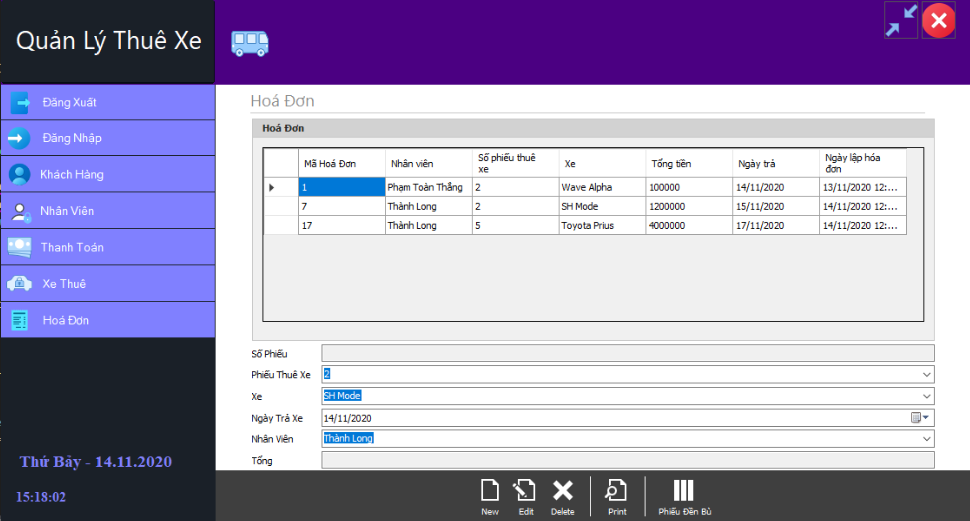 Quản Lý Thuê Xe
Đăng Xuất
Đăng Nhập
Khách Hàng
Nhân Viên
Thanh Toán
Xe Thuê
Hoá Đơn
Thứ Bảy - 14.11.2020
15:18:02
Hoá Đơn
Hoá Đơn
Mã Hoá Đơn Nhân viên Số phiếu thuê xe Xe Tổng tiền Ngày trả Ngày lập hóa đơn
1 Phạm Toàn Thắng 2 Wave Alpha 100000 14/11/2020 13/11/2020 12:...
7 Thành Long 2 SH Mode 1200000 15/11/2020 14/11/2020 12:...
17 Thành Long 5 Toyota Prius 4000000 17/11/2020 14/11/2020 12:...
Số Phiếu
Phiếu Thuê Xe 2
Xe SH Mode
Ngày Trả Xe 14/11/2020
Nhân Viên Thành Long
Tổng
New Edit Delete Print Phiếu Đền Bù